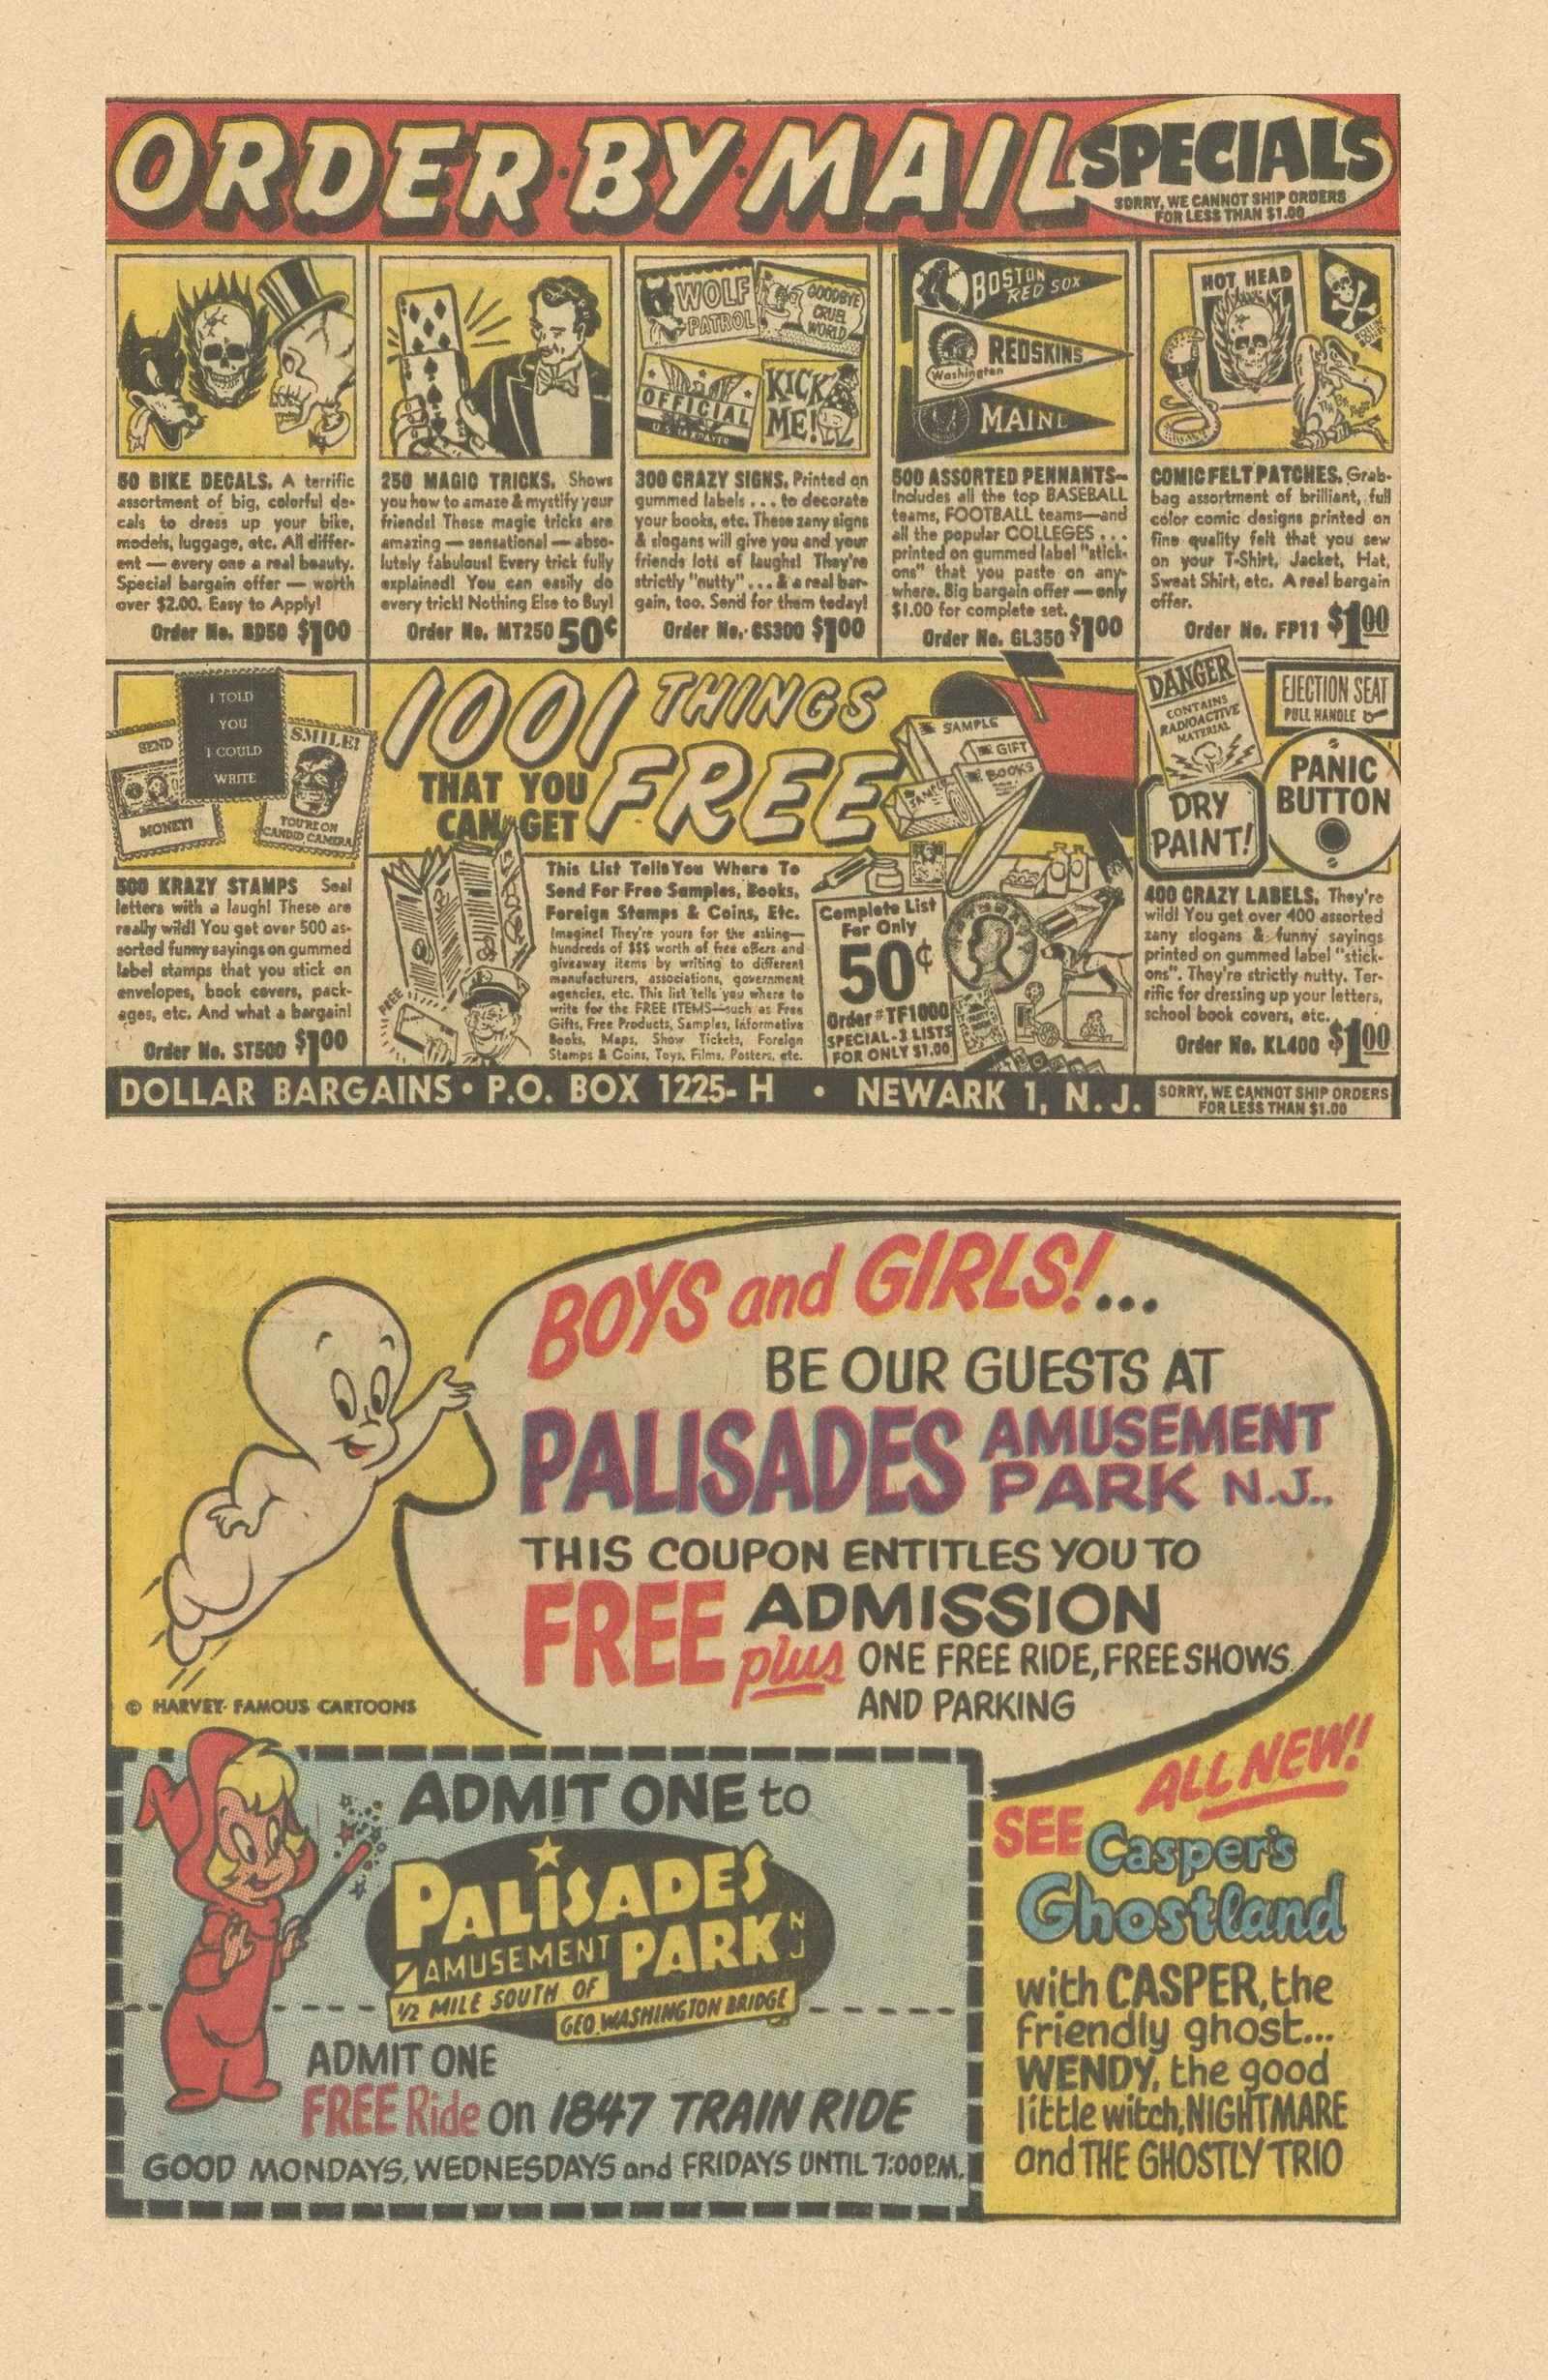 ORDER·BY·MAIL SPECIALS
SORRY, WE CANNOT SHIP ORDERS
FOR LESS THAN $1.00
WOLF
PATROL
GOODBYE
CRUEL
WORLD
OFFICIAL
U.S. TAXPAYER
KICK
ME!
BOSTON
RED SOX
REDSKINS
Washington
MAINE
HOT HEAD
50 BIKE DECALS. A terrific
assortment of big, colorful de-
cals to dress up your bike,
models, luggage, etc. All differ-
ent — every one a real beauty.
Special bargain offer — worth
over $2.00. Easy to Apply!
Order No. BD50 $1.00
250 MAGIC TRICKS. Shows
you how to amaze & mystify your
friends! These magic tricks are
amazing — sensational — abso-
lutely fabulous! Every trick fully
explained! You can easily do
every trick! Nothing Else to Buy!
Order No. MT250 50¢
300 CRAZY SIGNS. Printed on
gummed labels . . . to decorate
your books, etc. These zany signs
& slogans will give you and your
friends lots of laughs! They're
strictly "nutty" . . . & a real bar-
gain, too. Send for them today!
Order No. GS300 $1.00
500 ASSORTED PENNANTS—
Includes all the top BASEBALL
teams, FOOTBALL teams—and
all the popular COLLEGES . . .
printed on gummed label "stick-
ons" that you paste on any-
where. Big bargain offer — only
$1.00 for complete set.
Order No. GL350 $1.00
COMIC FELT PATCHES. Grab-
bag assortment of brilliant, full
color comic designs printed on
fine quality felt that you sew
on your T-Shirt, Jacket, Hat,
Sweat Shirt, etc. A real bargain
offer.
Order No. FP11 $1.00
SEND
MONEY!
I TOLD
YOU
I COULD
WRITE
SMILE!
YOU'RE ON
CANDID CAMERA
500 KRAZY STAMPS Seal
letters with a laugh! These are
really wild! You get over 500 as-
sorted funny sayings on gummed
label stamps that you stick on
envelopes, book covers, pack-
ages, etc. And what a bargain!
Order No. ST500 $1.00
1001 THINGS
THAT YOU
CAN GET
FREE
SAMPLE
GIFT
BOOKS
SAMPLE
FREE
This List Tells You Where To
Send For Free Samples, Books,
Foreign Stamps & Coins, Etc.
Imagine! They're yours for the asking—
hundreds of $$$ worth of free offers and
giveaway items by writing to different
manufacturers, associations, government
agencies, etc. This list tells you where to
write for the FREE ITEMS—such as Free
Gifts, Free Products, Samples, Informative
Books, Maps, Show Tickets, Foreign
Stamps & Coins, Toys, Films, Posters, etc.
Complete List
For Only
50¢
Order #TF1000
SPECIAL-3 LISTS
FOR ONLY $1.00
DANGER
CONTAINS
RADIOACTIVE
MATERIAL
EJECTION SEAT
PULL HANDLE
DRY
PAINT!
PANIC
BUTTON
400 CRAZY LABELS. They're
wild! You get over 400 assorted
zany slogans & funny sayings
printed on gummed label "stick-
ons". They're strictly nutty. Ter-
rific for dressing up your letters,
school book covers, etc.
Order No. KL400 $1.00
DOLLAR BARGAINS • P.O. BOX 1225- H • NEWARK 1, N. J.
SORRY, WE CANNOT SHIP ORDERS
FOR LESS THAN $1.00
BOYS and GIRLS!...
BE OUR GUESTS AT
PALISADES AMUSEMENT
PARK N.J..,
THIS COUPON ENTITLES YOU TO
FREE ADMISSION
plus ONE FREE RIDE, FREE SHOWS
AND PARKING
© HARVEY FAMOUS CARTOONS
ADMIT ONE to
PALISADES
AMUSEMENT PARK N.J.
1/2 MILE SOUTH OF
GEO. WASHINGTON BRIDGE
ADMIT ONE
FREE Ride on 1847 TRAIN RIDE
GOOD MONDAYS, WEDNESDAYS and FRIDAYS UNTIL 7:00 P.M.
ALL NEW!
SEE Casper's
Ghostland
with CASPER, the
friendly ghost...
WENDY, the good
little witch, NIGHTMARE
and THE GHOSTLY TRIO